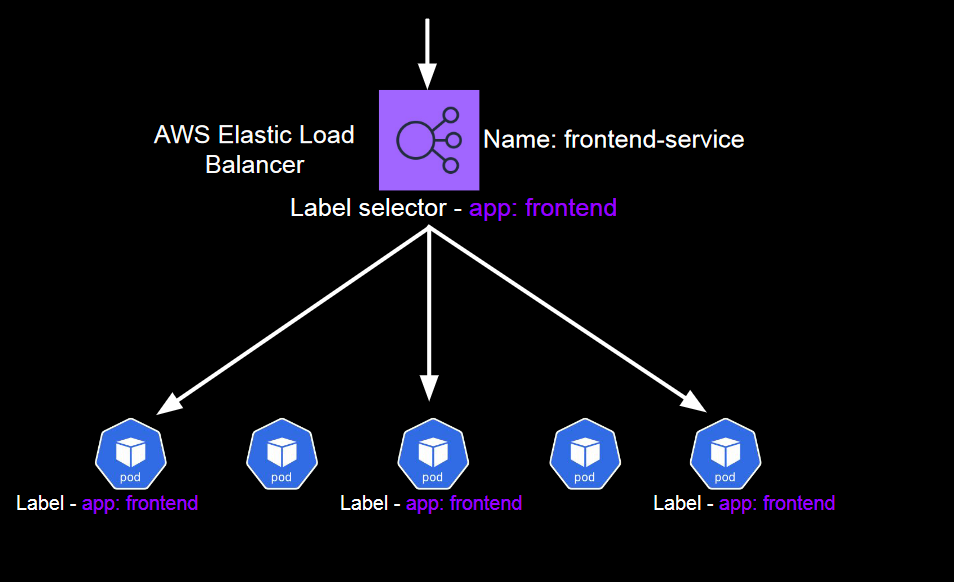 AWS Elastic Load
Balancer
Name: frontend-service
Label selector - app: frontend
pod
pod
pod
pod
pod
Label - app: frontend
Label - app: frontend
Label - app: frontend